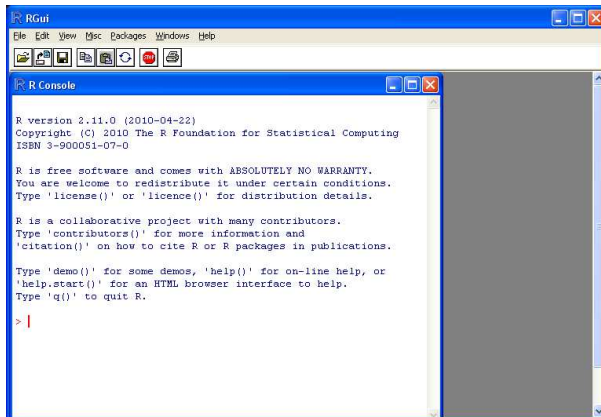 RGui
File Edit View Misc Packages Windows Help
STOP
R Console
R version 2.11.0 (2010-04-22)
Copyright (C) 2010 The R Foundation for Statistical Computing
ISBN 3-900051-07-0
R is free software and comes with ABSOLUTELY NO WARRANTY.
You are welcome to redistribute it under certain conditions.
Type 'license()' or 'licence()' for distribution details.
R is a collaborative project with many contributors.
Type 'contributors()' for more information and
'citation()' on how to cite R or R packages in publications.
Type 'demo()' for some demos, 'help()' for on-line help, or
'help.start()' for an HTML browser interface to help.
Type 'q()' to quit R.
>